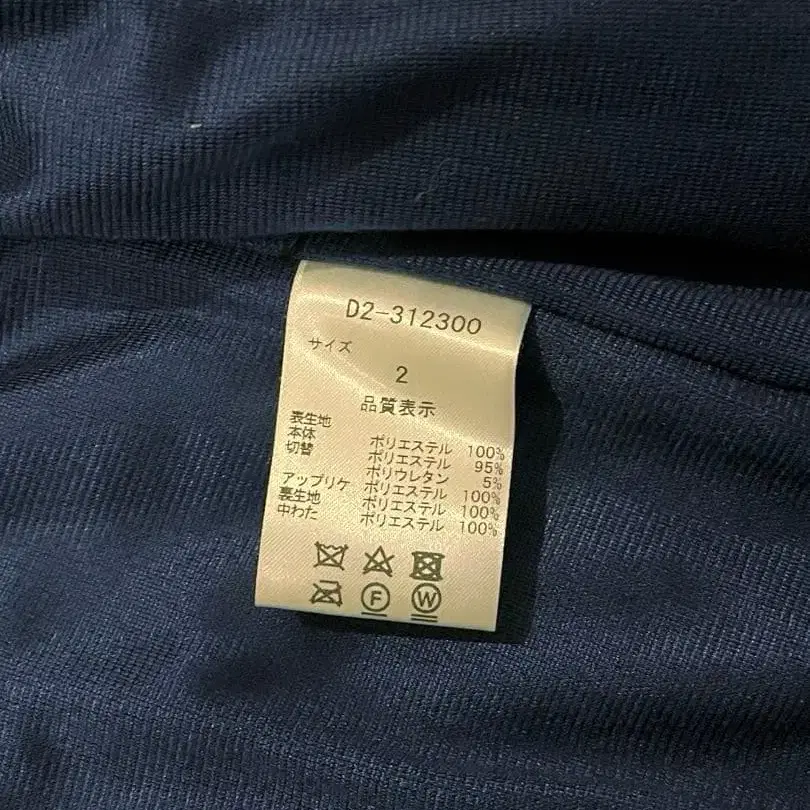 D2-312300
サイズ
2
品質表示
表生地
本体 ポリエステル 100%
切替 ポリエステル 95%
ポリウレタン 5%
アップリケ ポリエステル 100%
裏生地 ポリエステル 100%
中わた ポリエステル 100%
F W